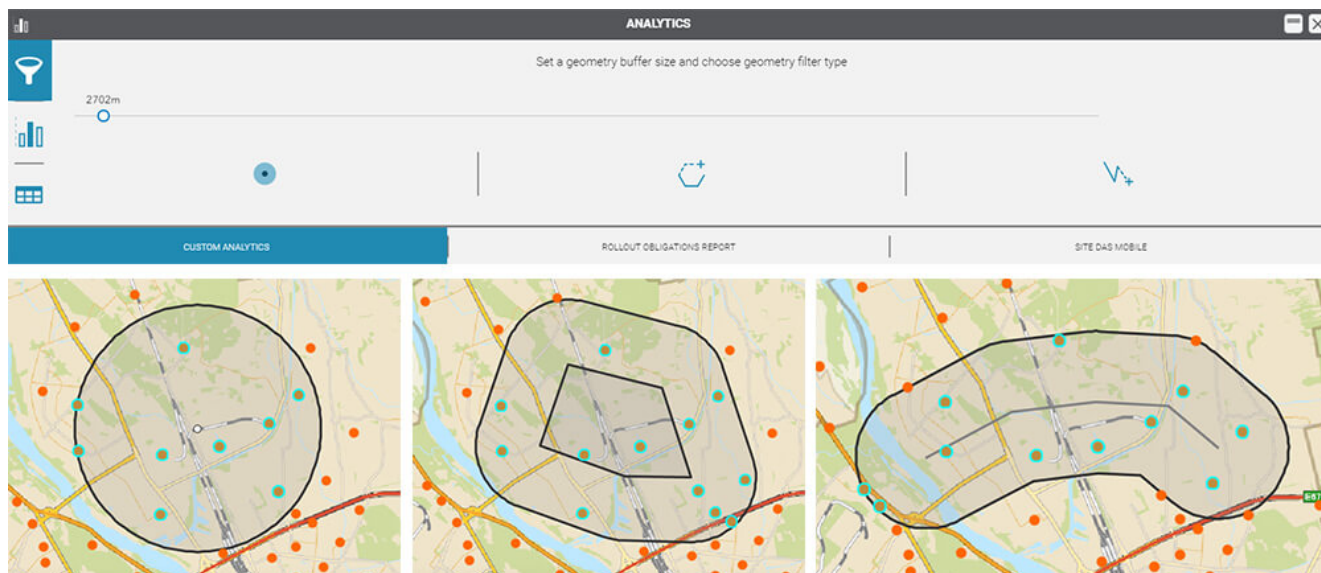 ANALYTICS
Set a geometry buffer size and choose geometry filter type
2702m
CUSTOM ANALYTICS
ROLLOUT OBLIGATIONS REPORT
SITE DAS MOBILE
E67